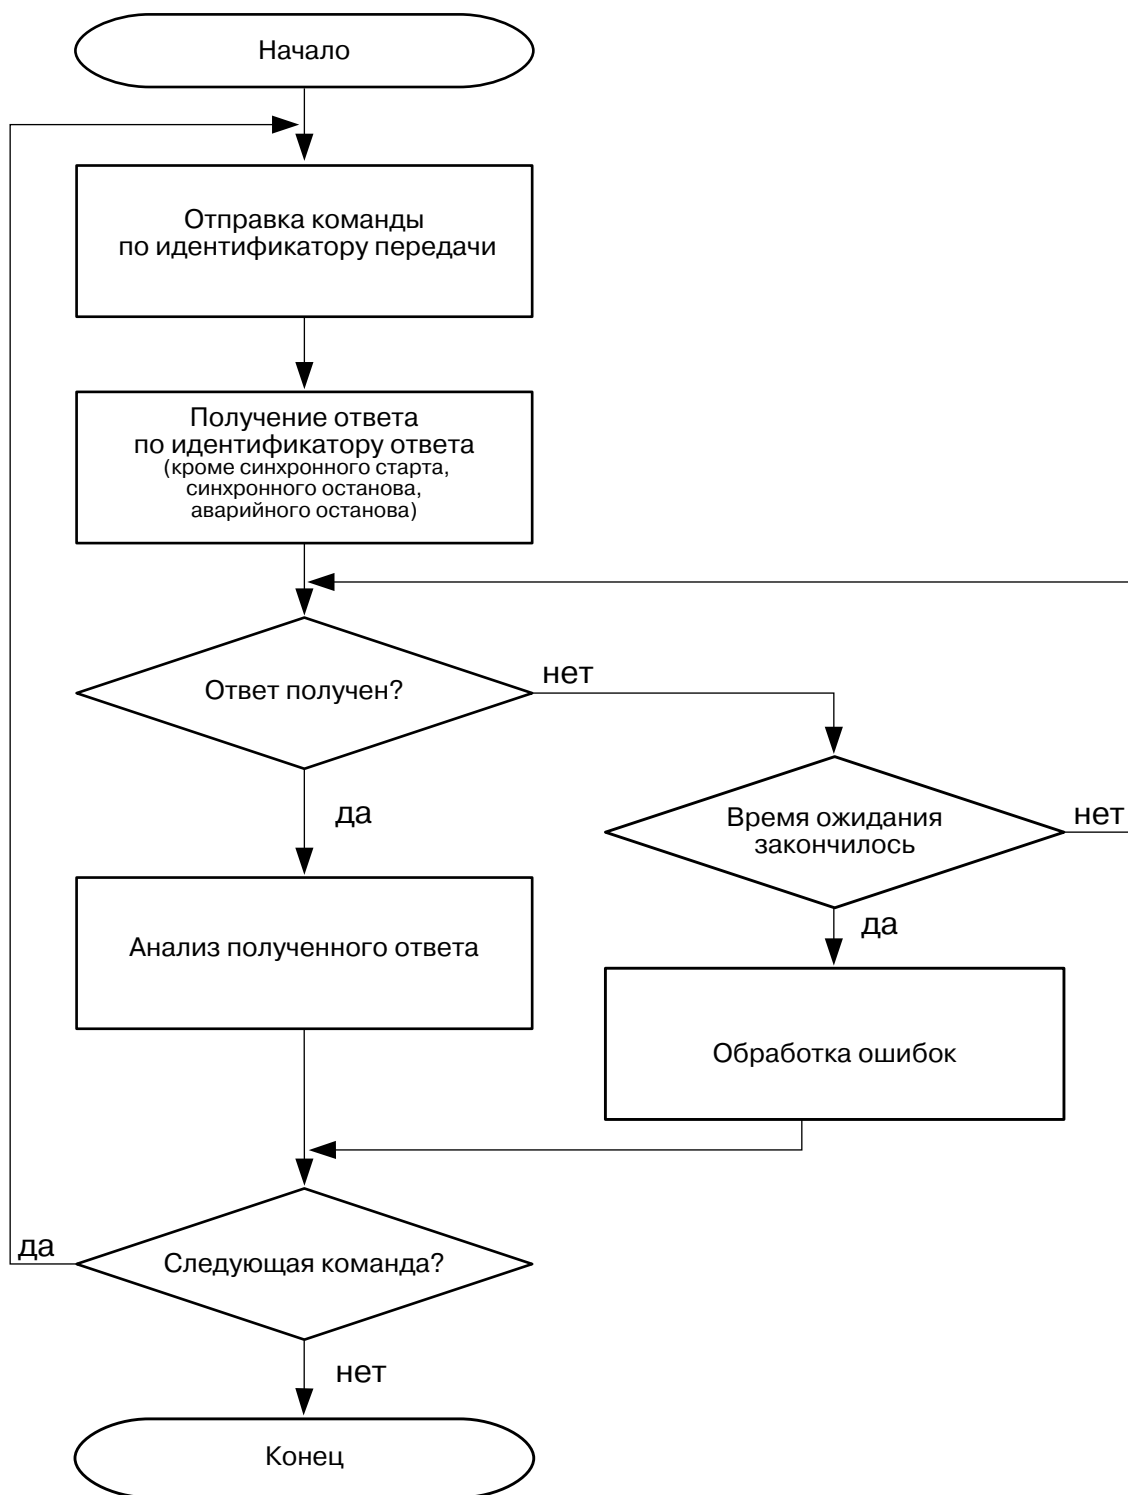 Начало
Отправка команды
по идентификатору передачи
Получение ответа
по идентификатору ответа
(кроме синхронного старта,
синхронного останова,
аварийного останова)
Ответ получен?
нет
да
Время ожидания
закончилось
нет
да
Анализ полученного ответа
Обработка ошибок
Следующая команда?
да
нет
Конец